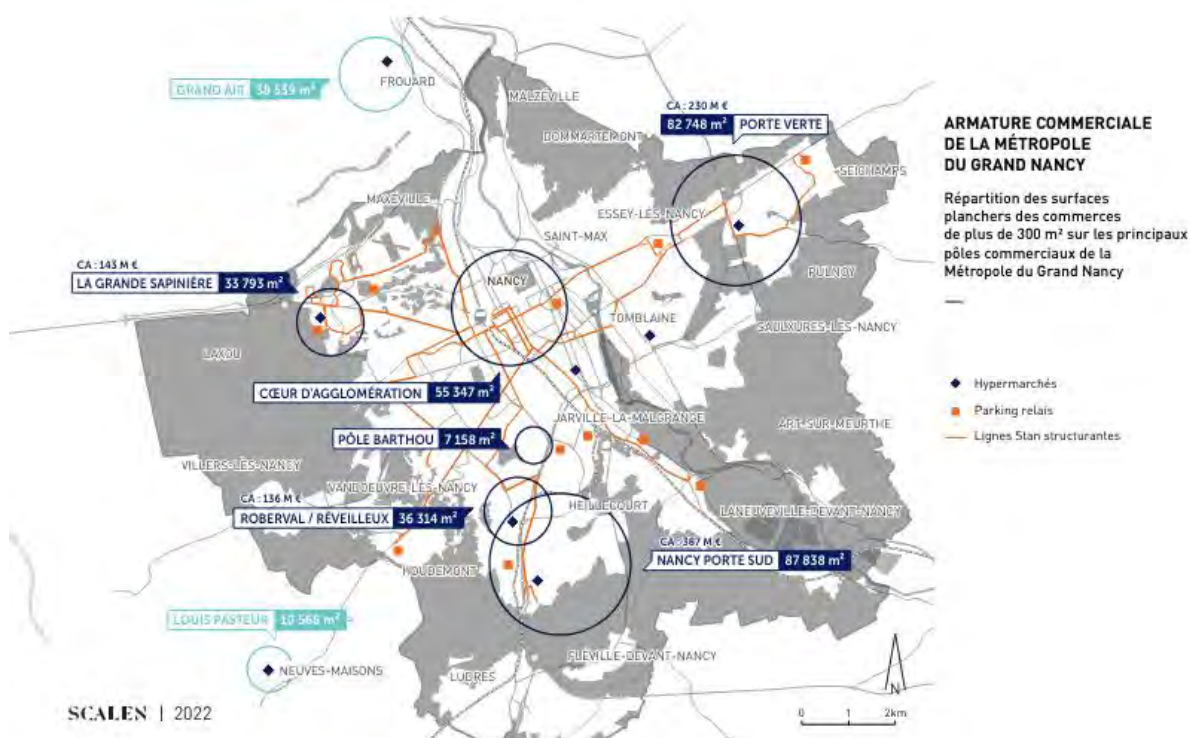 FROUARD
GRAND AIR 38 539 m²
MALZÉVILLE
CA : 230 M €
82 748 m² PORTE VERTE
DOMMARTEMONT
SEICHAMPS
MAXÉVILLE
ESSEY-LÈS-NANCY
SAINT-MAX
CA : 143 M €
LA GRANDE SAPINIÈRE 33 793 m²
NANCY
PULNOY
TOMBLAINE
SAULXURES-LÈS-NANCY
LAXOU
CŒUR D'AGGLOMÉRATION 55 347 m²
JARVILLE-LA-MALGRANGE
ART-SUR-MEURTHE
PÔLE BARTHOU 7 158 m²
VILLERS-LÈS-NANCY
VANDOEUVRE-LÈS-NANCY
CA : 136 M €
ROBERVAL / RÉVEILLEUX 36 314 m²
HEILLECOURT
LANEUVEVILLE-DEVANT-NANCY
CA : 367 M €
NANCY PORTE SUD 87 838 m²
HOUDEMONT
LOUIS PASTEUR 10 568 m²
NEUVES-MAISONS
FLÉVILLE-DEVANT-NANCY
LUDRES
N
SCALEN | 2022
0 1 2km
ARMATURE COMMERCIALE
DE LA MÉTROPOLE
DU GRAND NANCY
Répartition des surfaces
planchers des commerces
de plus de 300 m² sur les principaux
pôles commerciaux de la
Métropole du Grand Nancy
Hypermarchés
Parking relais
Lignes Stan structurantes